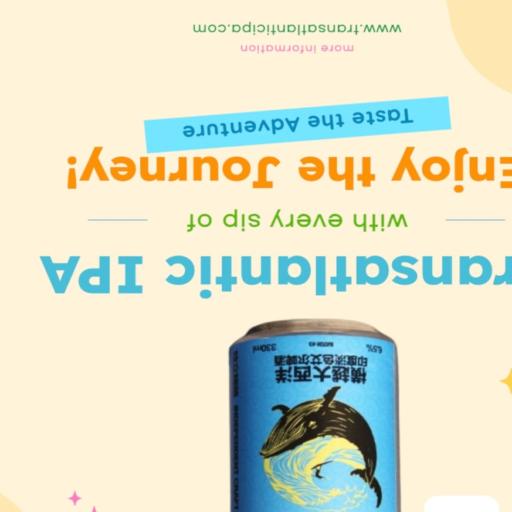 橫越大西洋
印度淡色艾尔啤酒
6.5% 330ml
ransatlantic IPA
with every sip of
Enjoy the Journey!
Taste the Adventure
more information
www.transatlanticipa.com